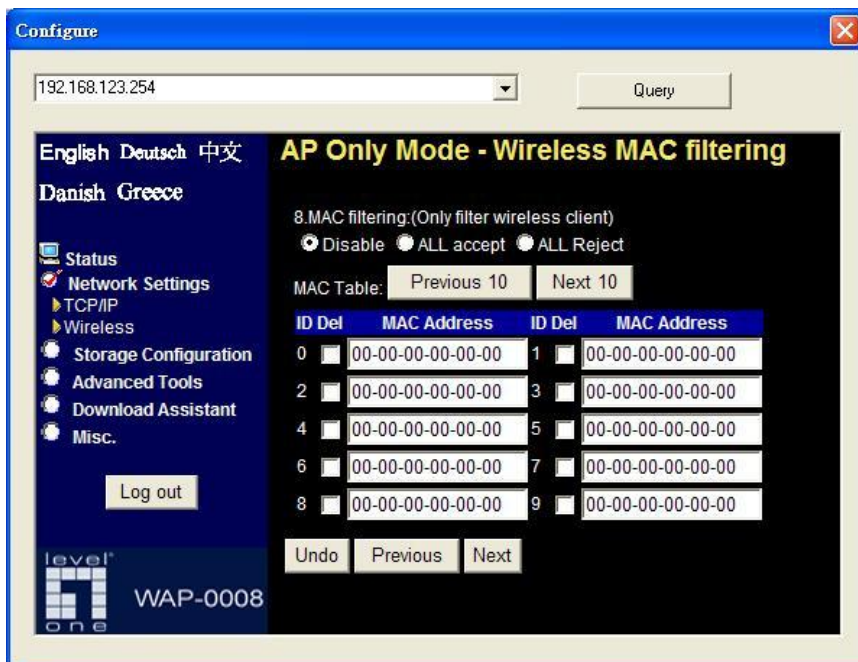 Configure
192.168.123.254
Query
English Deutsch 中文
Danish Greece
Status
Network Settings
TCP/IP
Wireless
Storage Configuration
Advanced Tools
Download Assistant
Misc.
Log out
level
one
WAP-0008
AP Only Mode - Wireless MAC filtering
8.MAC filtering:(Only filter wireless client)
Disable ALL accept ALL Reject
MAC Table: Previous 10 Next 10
ID Del MAC Address ID Del MAC Address
0 00-00-00-00-00-00 1 00-00-00-00-00-00
2 00-00-00-00-00-00 3 00-00-00-00-00-00
4 00-00-00-00-00-00 5 00-00-00-00-00-00
6 00-00-00-00-00-00 7 00-00-00-00-00-00
8 00-00-00-00-00-00 9 00-00-00-00-00-00
Undo Previous Next